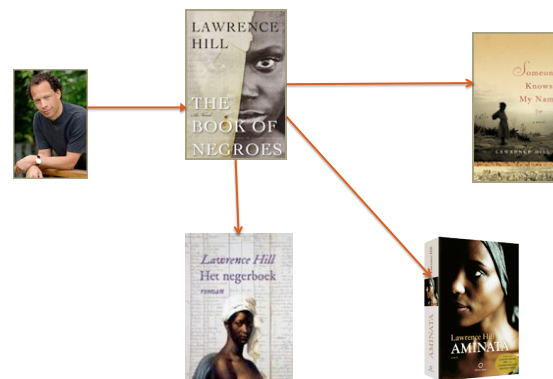 LAWRENCE
HILL
THE
BOOK OF
NEGROES
Someone
Knows
My Name
LAWRENCE HILL
Lawrence Hill
Het negerboek
roman
Lawrence Hill
AMINATA
AMINATA